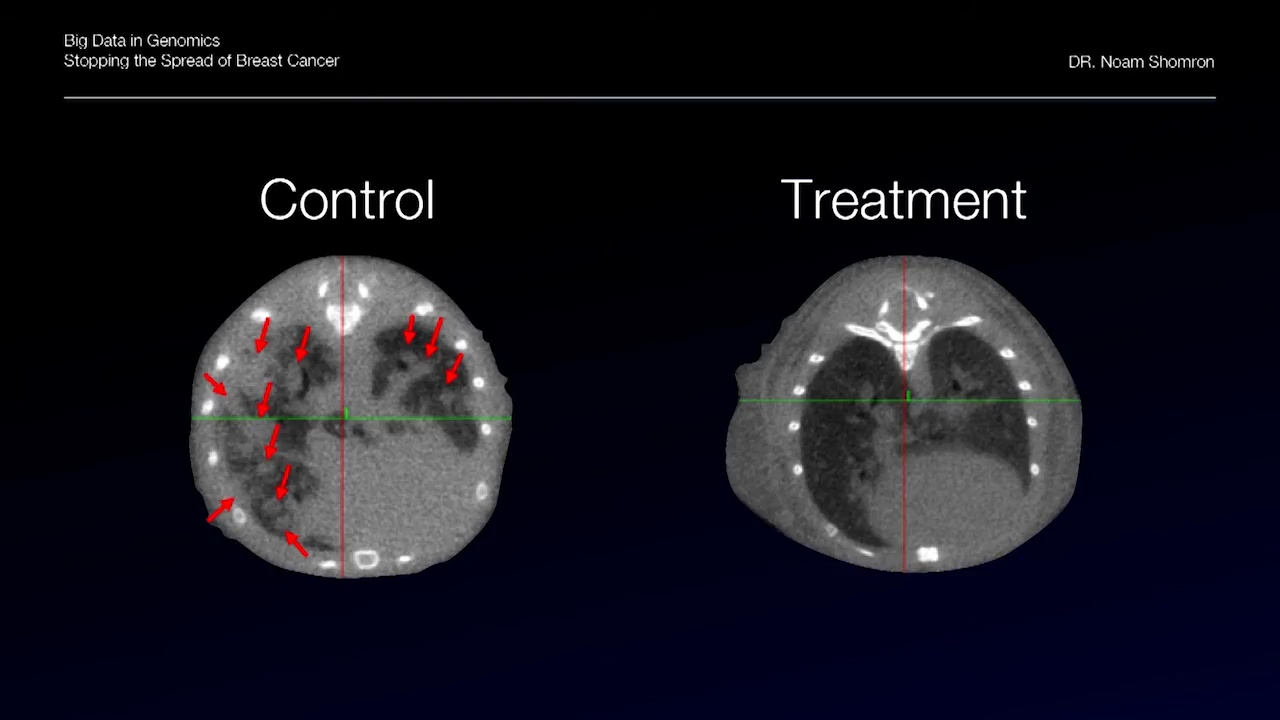 Big Data in Genomics
Stopping the Spread of Breast Cancer
DR. Noam Shomron
Control
Treatment